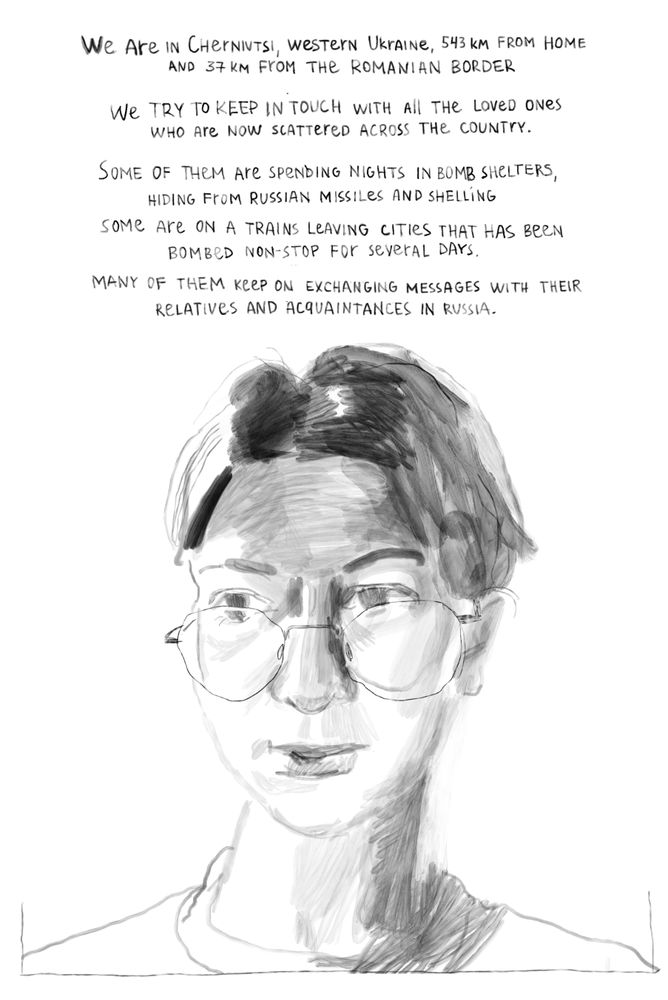 We Are in Chernivtsi, western Ukraine, 543 km from home
and 37 km from the Romanian border
We try to keep in touch with all the loved ones
who are now scattered across the country.
Some of them are spending nights in bomb shelters,
hiding from Russian missiles and shelling
Some are on a trains leaving cities that has been
bombed non-stop for several days.
Many of them keep on exchanging messages with their
relatives and acquaintances in Russia.